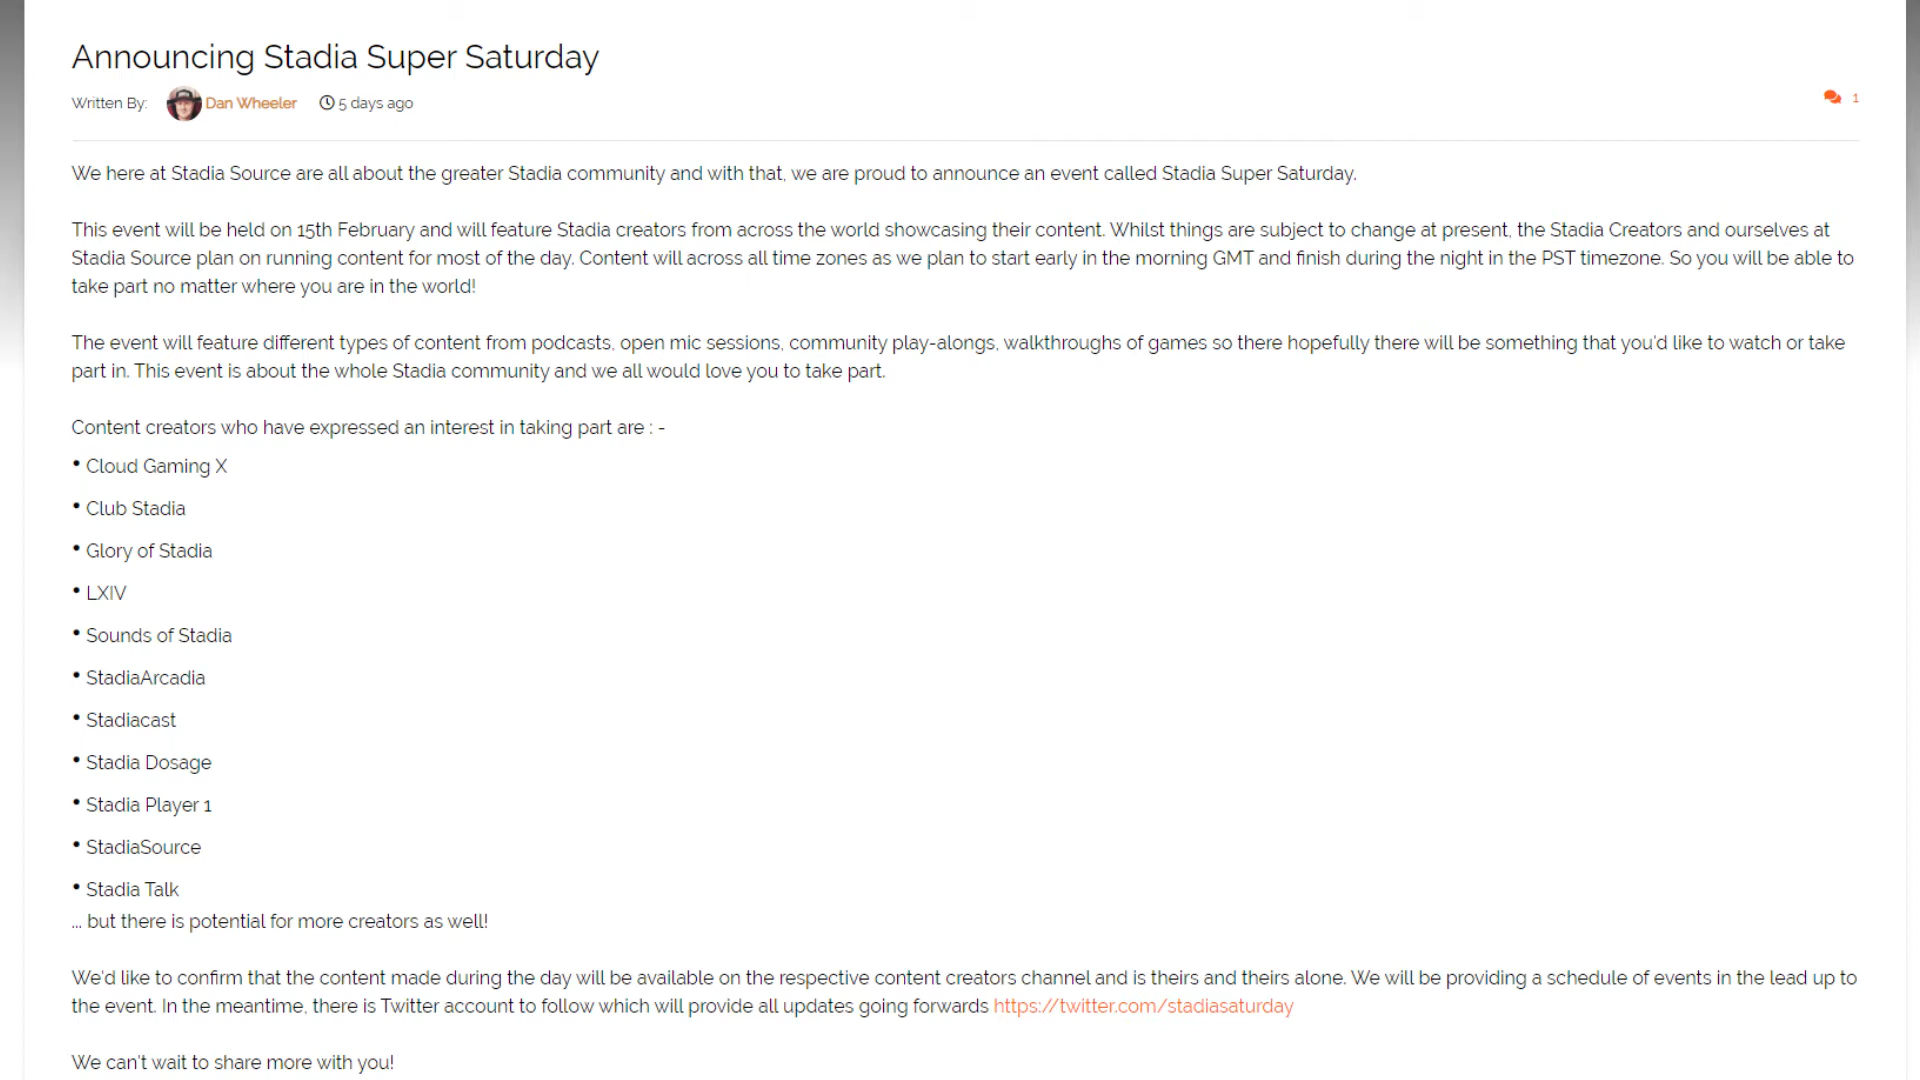 Announcing Stadia Super Saturday
Written By: Dan Wheeler 5 days ago 1
We here at Stadia Source are all about the greater Stadia community and with that, we are proud to announce an event called Stadia Super Saturday.
This event will be held on 15th February and will feature Stadia creators from across the world showcasing their content. Whilst things are subject to change at present, the Stadia Creators and ourselves at
Stadia Source plan on running content for most of the day. Content will across all time zones as we plan to start early in the morning GMT and finish during the night in the PST timezone. So you will be able to
take part no matter where you are in the world!
The event will feature different types of content from podcasts, open mic sessions, community play-alongs, walkthroughs of games so there hopefully there will be something that you'd like to watch or take
part in. This event is about the whole Stadia community and we all would love you to take part.
Content creators who have expressed an interest in taking part are : -
• Cloud Gaming X
• Club Stadia
• Glory of Stadia
• LXIV
• Sounds of Stadia
• StadiaArcadia
• Stadiacast
• Stadia Dosage
• Stadia Player 1
• StadiaSource
• Stadia Talk
... but there is potential for more creators as well!
We'd like to confirm that the content made during the day will be available on the respective content creators channel and is theirs and theirs alone. We will be providing a schedule of events in the lead up to
the event. In the meantime, there is Twitter account to follow which will provide all updates going forwards https://twitter.com/stadiasaturday
We can't wait to share more with you!